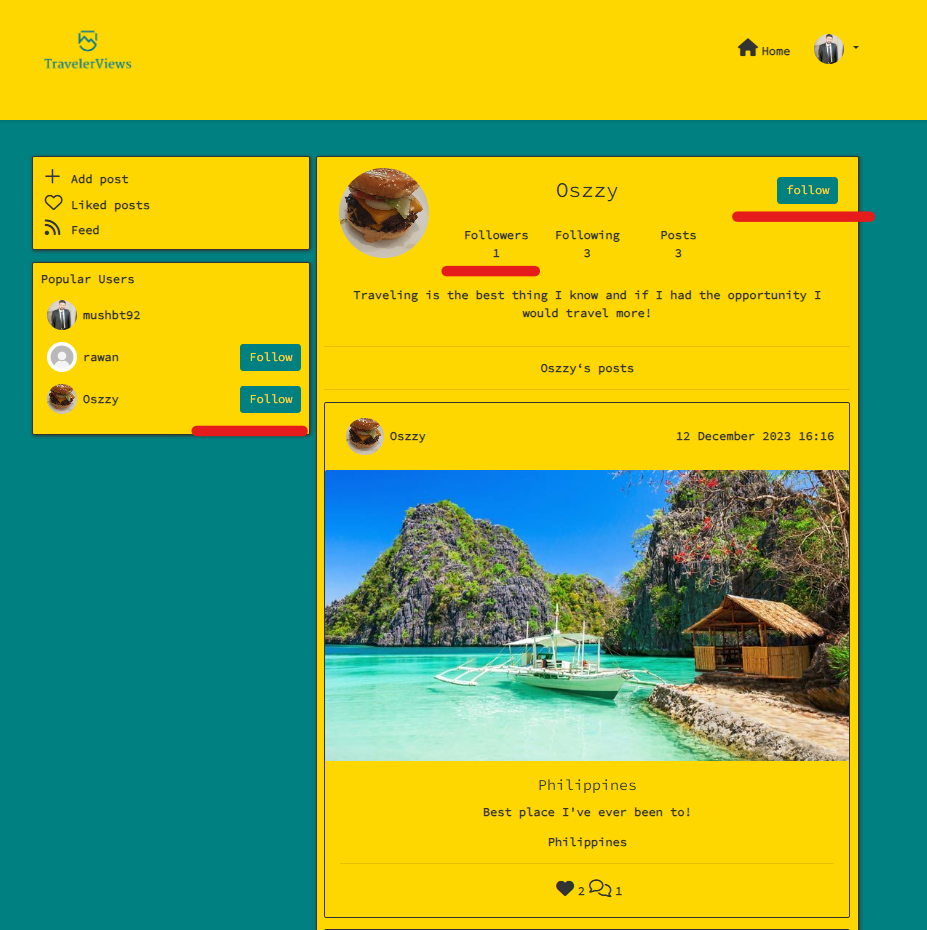 TravelerViews
Home
Add post
Liked posts
Feed
Popular Users
mushbt92
rawan Follow
Oszzy Follow
Oszzy follow
Followers Following Posts
1 3 3
Traveling is the best thing I know and if I had the opportunity I
would travel more!
Oszzy‘s posts
Oszzy 12 December 2023 16:16
Philippines
Best place I've ever been to!
Philippines
2 1